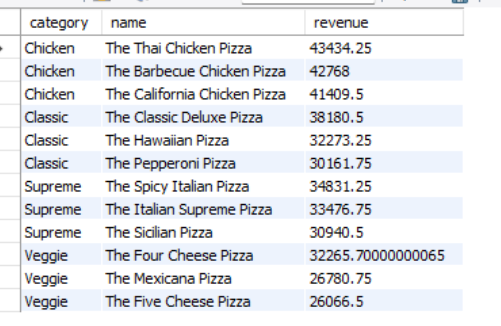 category name revenue
Chicken The Thai Chicken Pizza 43434.25
Chicken The Barbecue Chicken Pizza 42768
Chicken The California Chicken Pizza 41409.5
Classic The Classic Deluxe Pizza 38180.5
Classic The Hawaiian Pizza 32273.25
Classic The Pepperoni Pizza 30161.75
Supreme The Spicy Italian Pizza 34831.25
Supreme The Italian Supreme Pizza 33476.75
Supreme The Sicilian Pizza 30940.5
Veggie The Four Cheese Pizza 32265.70000000065
Veggie The Mexicana Pizza 26780.75
Veggie The Five Cheese Pizza 26066.5